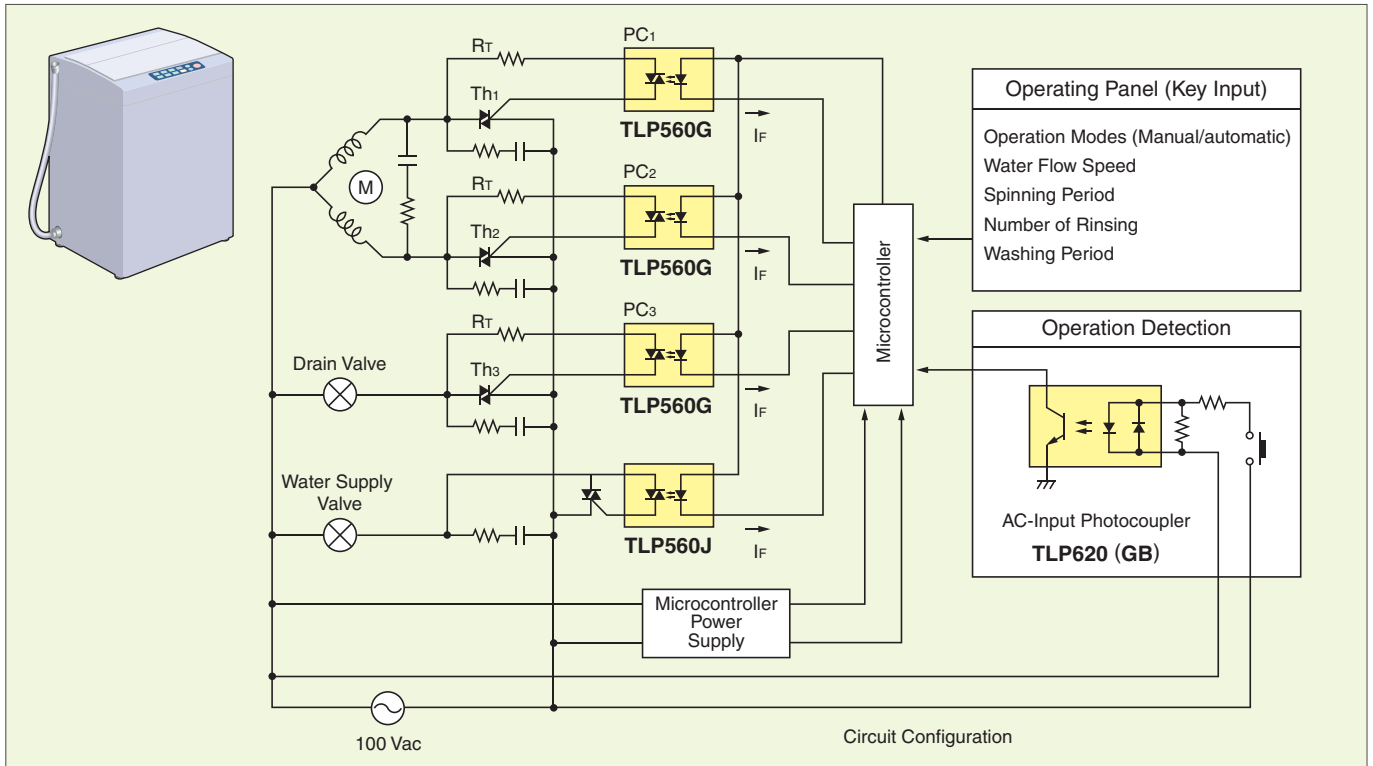 PC1
RT
Th1
TLP560G
IF
M
PC2
RT
Th2
TLP560G
IF
PC3
RT
Drain Valve
Th3
TLP560G
IF
Water Supply
Valve
TLP560J
IF
Microcontroller
Power
Supply
100 Vac
Microcontroller
Operating Panel (Key Input)
Operation Modes (Manual/automatic)
Water Flow Speed
Spinning Period
Number of Rinsing
Washing Period
Operation Detection
AC-Input Photocoupler
TLP620 (GB)
Circuit Configuration